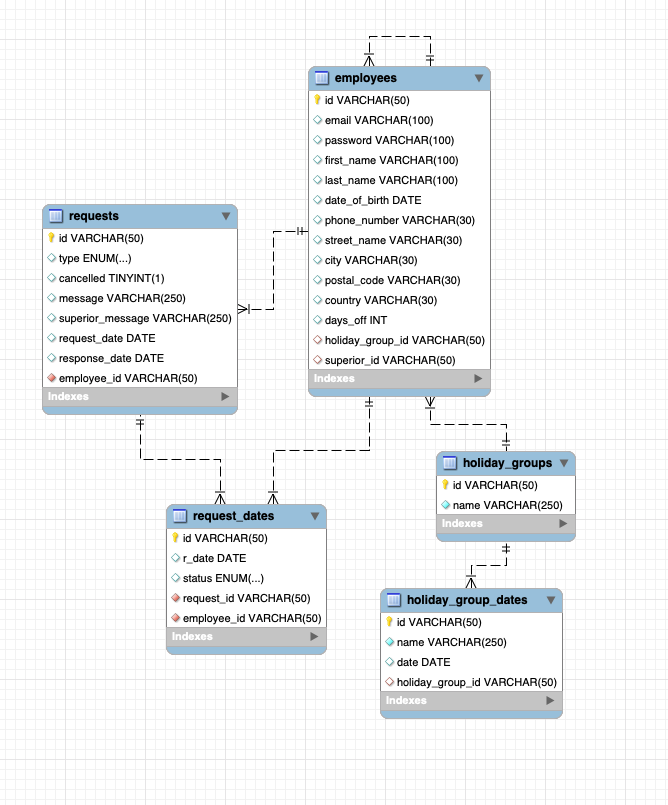 employees
id VARCHAR(50)
email VARCHAR(100)
password VARCHAR(100)
first_name VARCHAR(100)
last_name VARCHAR(100)
date_of_birth DATE
phone_number VARCHAR(30)
street_name VARCHAR(30)
city VARCHAR(30)
postal_code VARCHAR(30)
country VARCHAR(30)
days_off INT
holiday_group_id VARCHAR(50)
superior_id VARCHAR(50)
Indexes
requests
id VARCHAR(50)
type ENUM(...)
cancelled TINYINT(1)
message VARCHAR(250)
superior_message VARCHAR(250)
request_date DATE
response_date DATE
employee_id VARCHAR(50)
Indexes
holiday_groups
id VARCHAR(50)
name VARCHAR(250)
Indexes
request_dates
id VARCHAR(50)
r_date DATE
status ENUM(...)
request_id VARCHAR(50)
employee_id VARCHAR(50)
Indexes
holiday_group_dates
id VARCHAR(50)
name VARCHAR(250)
date DATE
holiday_group_id VARCHAR(50)
Indexes